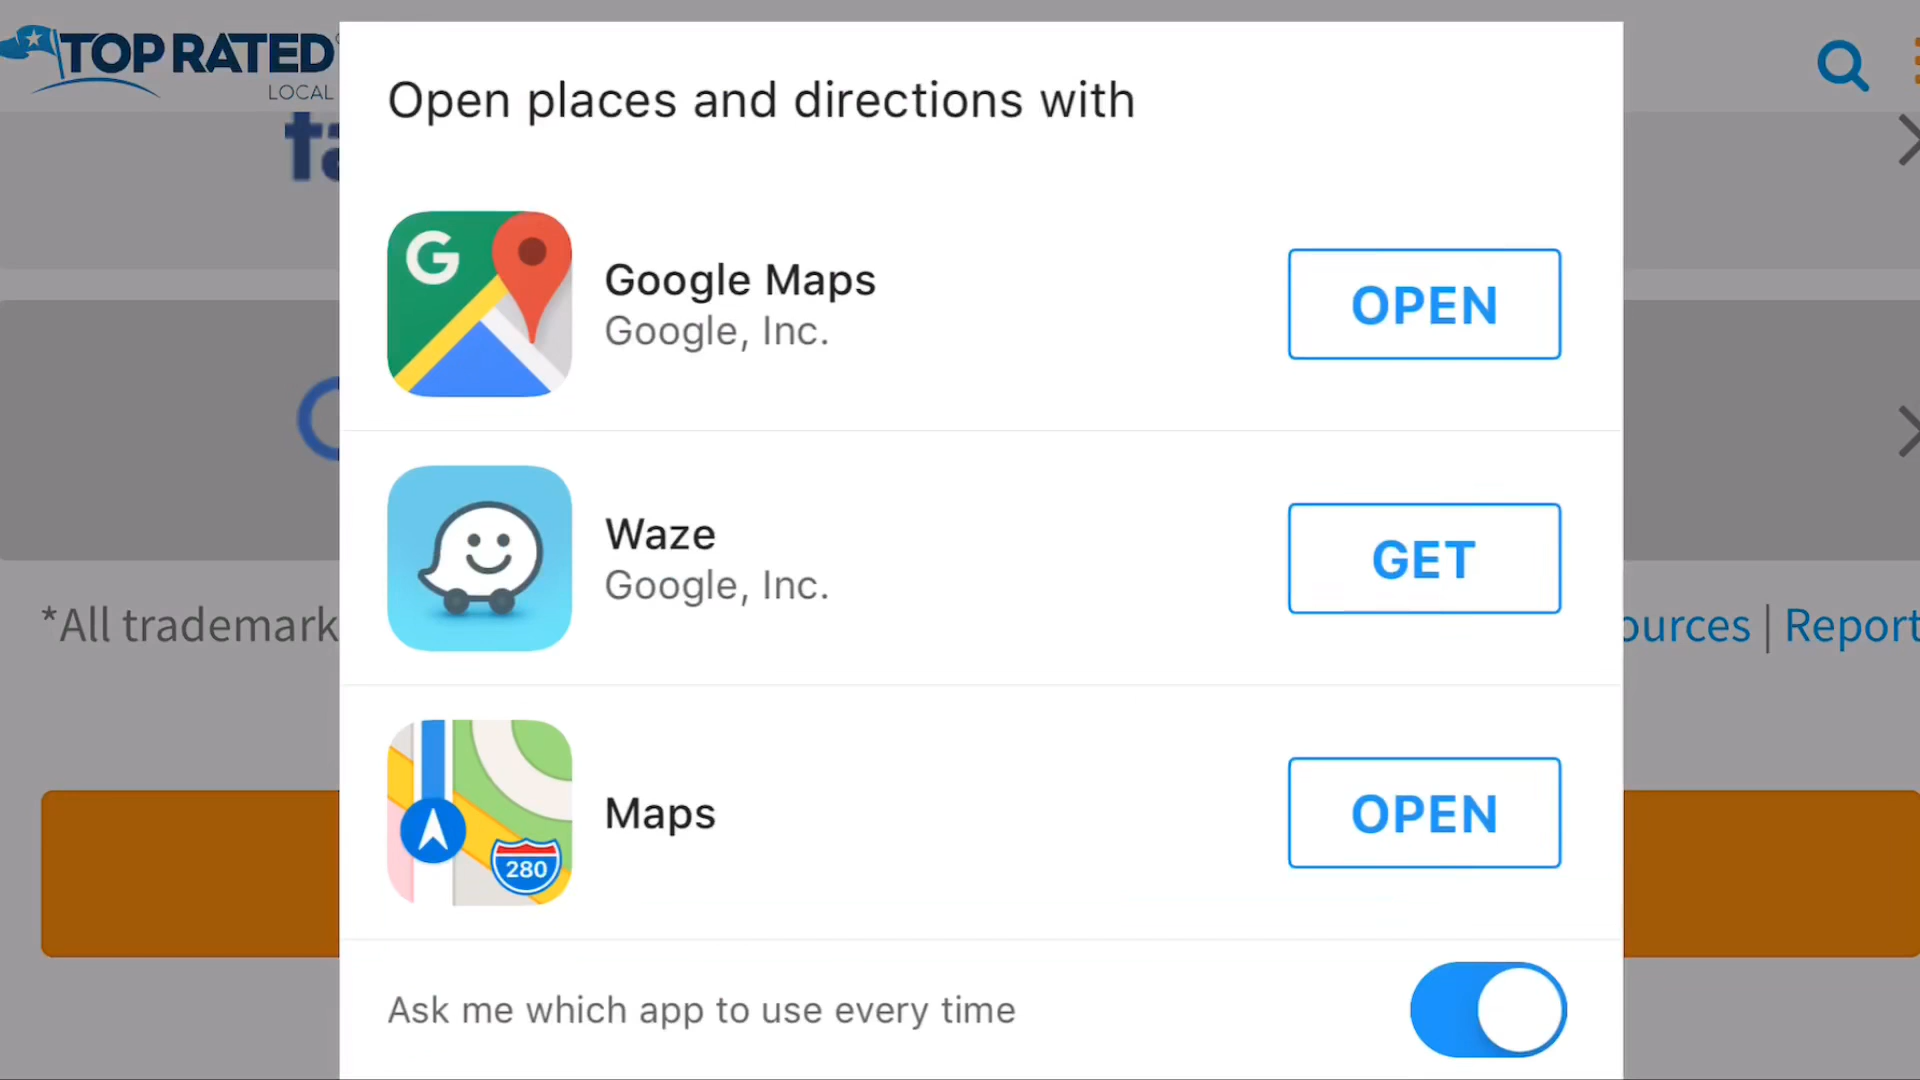 TOP RATED
LOCAL
Open places and directions with
G
Google Maps
Google, Inc.
OPEN
Waze
Google, Inc.
GET
280
Maps
OPEN
*All trademark
ources | Report
Ask me which app to use every time